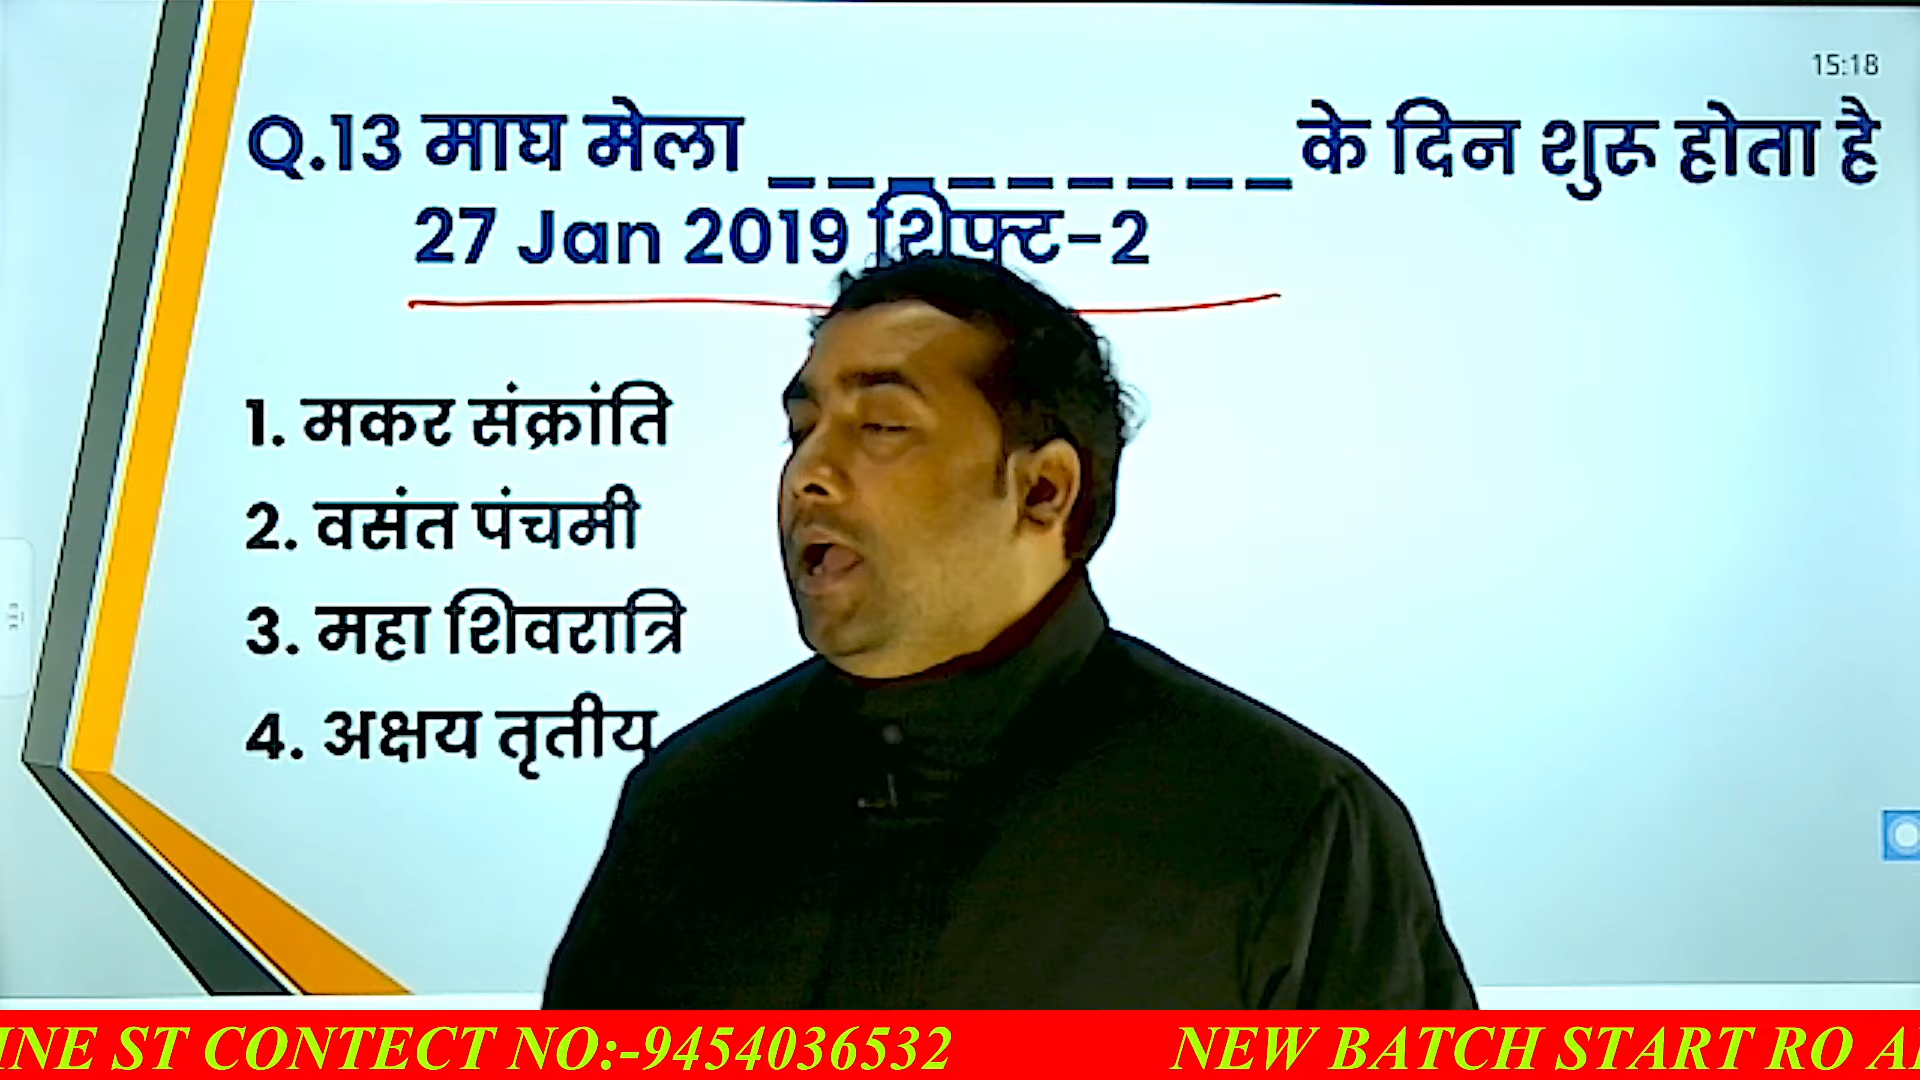 15:18
Q.13 माघ मेला _ _ _ _ _ _ _ _ _ के दिन शुरू होता है
27 Jan 2019 शिफ्ट-2
1. मकर संक्रांति
2. वसंत पंचमी
3. महा शिवरात्रि
4. अक्षय तृतीय
INE ST CONTECT NO:-9454036532 NEW BATCH START RO